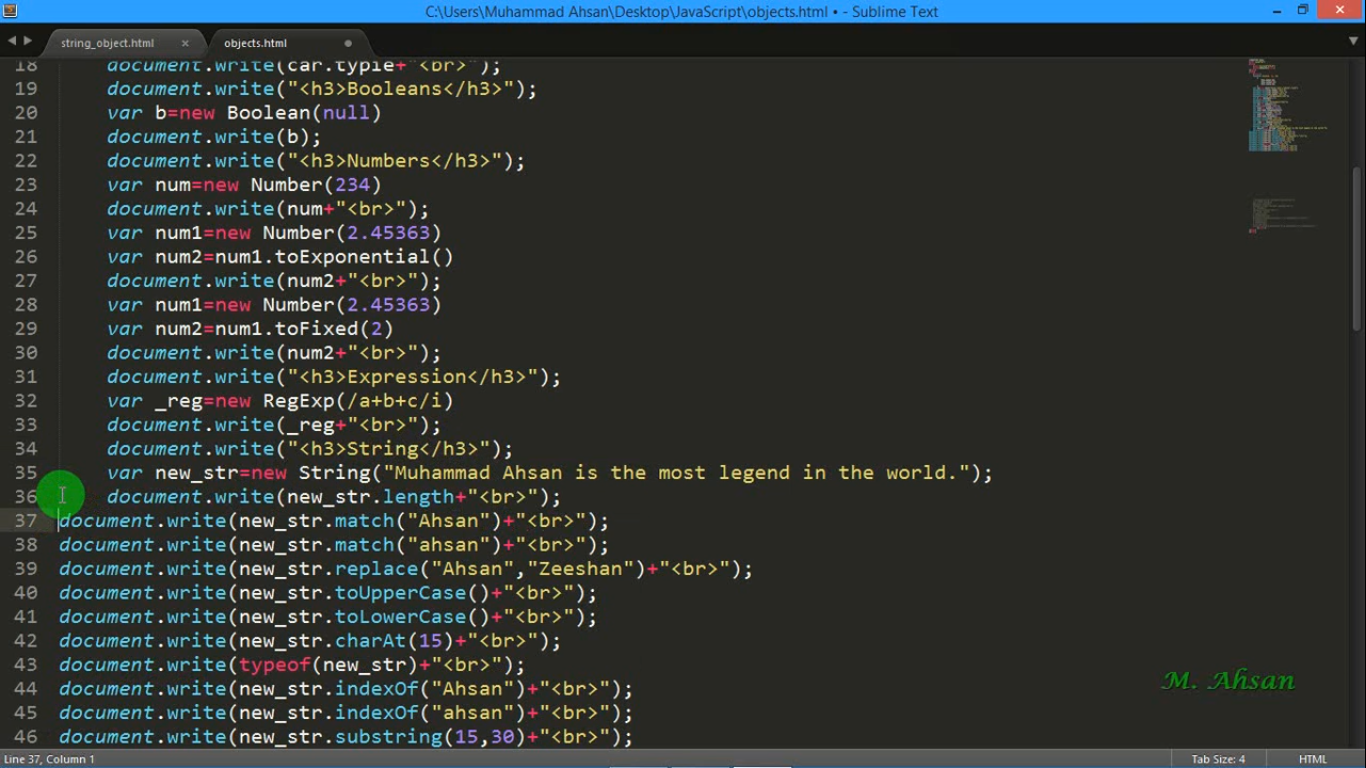 C:\Users\Muhammad Ahsan\Desktop\JavaScript\objects.html • - Sublime Text
string_object.html × objects.html
18 document.write(car.typie+"<br>");
19 document.write("<h3>Booleans</h3>");
20 var b=new Boolean(null)
21 document.write(b);
22 document.write("<h3>Numbers</h3>");
23 var num=new Number(234)
24 document.write(num+"<br>");
25 var num1=new Number(2.45363)
26 var num2=num1.toExponential()
27 document.write(num2+"<br>");
28 var num1=new Number(2.45363)
29 var num2=num1.toFixed(2)
30 document.write(num2+"<br>");
31 document.write("<h3>Expression</h3>");
32 var _reg=new RegExp(/a+b+c/i)
33 document.write(_reg+"<br>");
34 document.write("<h3>String</h3>");
35 var new_str=new String("Muhammad Ahsan is the most legend in the world.");
36 document.write(new_str.length+"<br>");
37 document.write(new_str.match("Ahsan")+"<br>");
38 document.write(new_str.match("ahsan")+"<br>");
39 document.write(new_str.replace("Ahsan","Zeeshan")+"<br>");
40 document.write(new_str.toUpperCase()+"<br>");
41 document.write(new_str.toLowerCase()+"<br>");
42 document.write(new_str.charAt(15)+"<br>");
43 document.write(typeof(new_str)+"<br>");
44 document.write(new_str.indexOf("Ahsan")+"<br>");
45 document.write(new_str.indexOf("ahsan")+"<br>");
46 document.write(new_str.substring(15,30)+"<br>");
M. Ahsan
Line 37, Column 1 Tab Size: 4 HTML